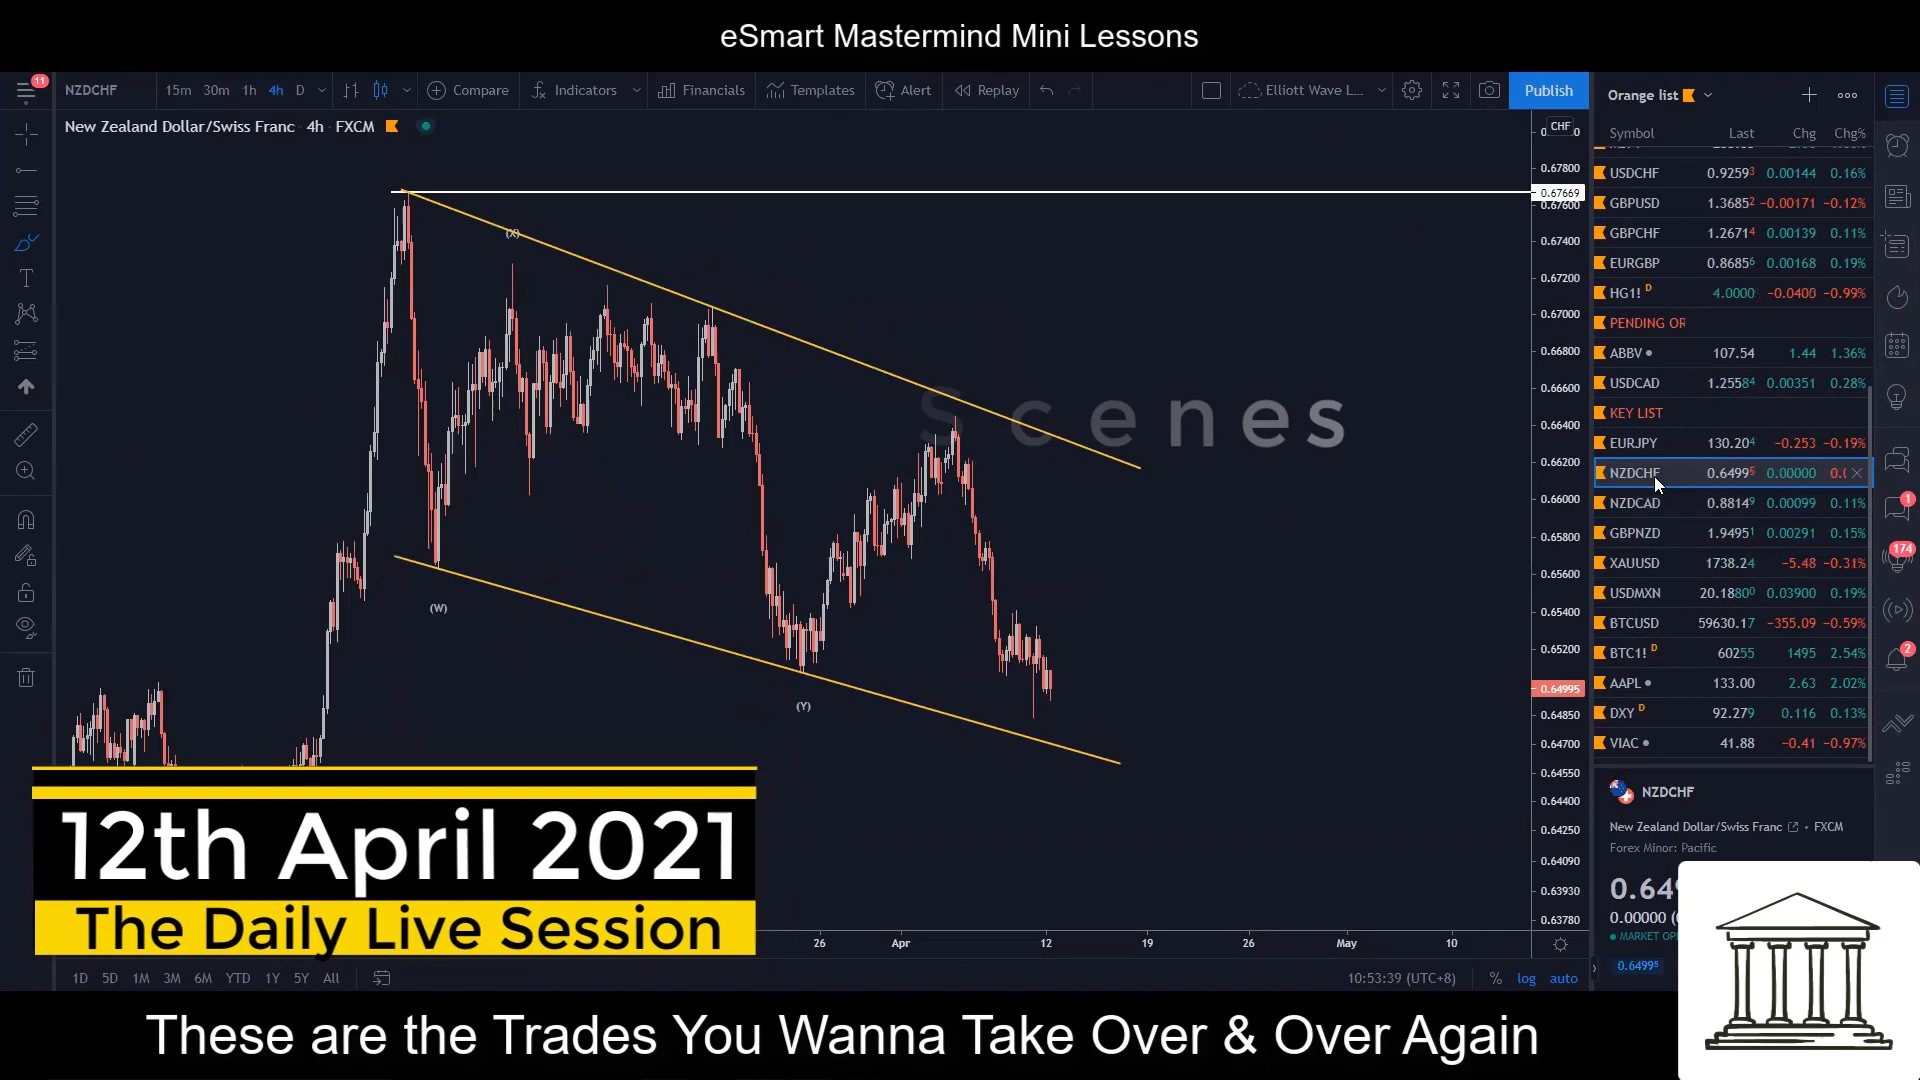 eSmart Mastermind Mini Lessons
11
NZDCHF 15m 30m 1h 4h D Compare Indicators Financials Templates Alert Replay Elliott Wave L... Publish
New Zealand Dollar/Swiss Franc · 4h · FXCM
CHF
0.67800
0.67669
0.67600
0.67400
0.67200
0.67000
0.66800
0.66600
0.66400
0.66200
0.66000
0.65800
0.65600
0.65400
0.65200
0.64995
0.64850
0.64700
0.64550
0.64400
0.64250
0.64090
0.63930
0.63780
(X)
(W)
(Y)
Scenes
26 Apr 12 19 26 May 10
1D 5D 1M 3M 6M YTD 1Y 5Y All
10:53:39 (UTC+8) % log auto
Orange list
Symbol Last Chg Chg%
USDCHF 0.92593 0.00144 0.16%
GBPUSD 1.36852 −0.00171 −0.12%
GBPCHF 1.26714 0.00139 0.11%
EURGBP 0.86856 0.00168 0.19%
HG1! D 4.0000 −0.0400 −0.99%
PENDING OR
ABBV 107.54 1.44 1.36%
USDCAD 1.25584 0.00351 0.28%
KEY LIST
EURJPY 130.204 −0.253 −0.19%
NZDCHF 0.64995 0.00000 0.(
NZDCAD 0.88149 0.00099 0.11%
GBPNZD 1.94951 0.00291 0.15%
XAUUSD 1738.24 −5.48 −0.31%
USDMXN 20.18800 0.03900 0.19%
BTCUSD 59630.17 −355.09 −0.59%
BTC1! D 60255 1495 2.54%
AAPL 133.00 2.63 2.02%
DXY D 92.279 0.116 0.13%
VIAC 41.88 −0.41 −0.97%
NZDCHF
New Zealand Dollar/Swiss Franc · FXCM
Forex Minor: Pacific
0.00000
0.64995
1
174
2
12th April 2021
The Daily Live Session
These are the Trades You Wanna Take Over & Over Again